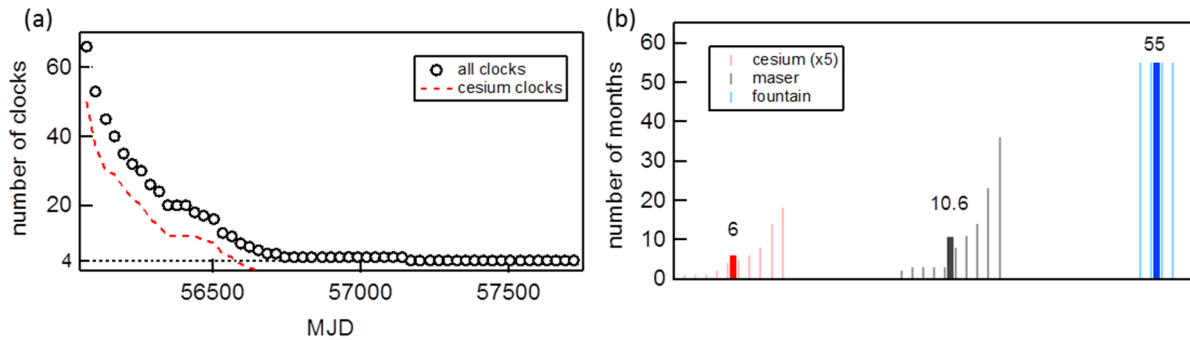 (a)
number of clocks
60
40
20
4
all clocks
cesium clocks
56500
57000
57500
MJD
(b)
number of months
60
50
40
30
20
10
0
cesium (x5)
maser
fountain
6
10.6
55